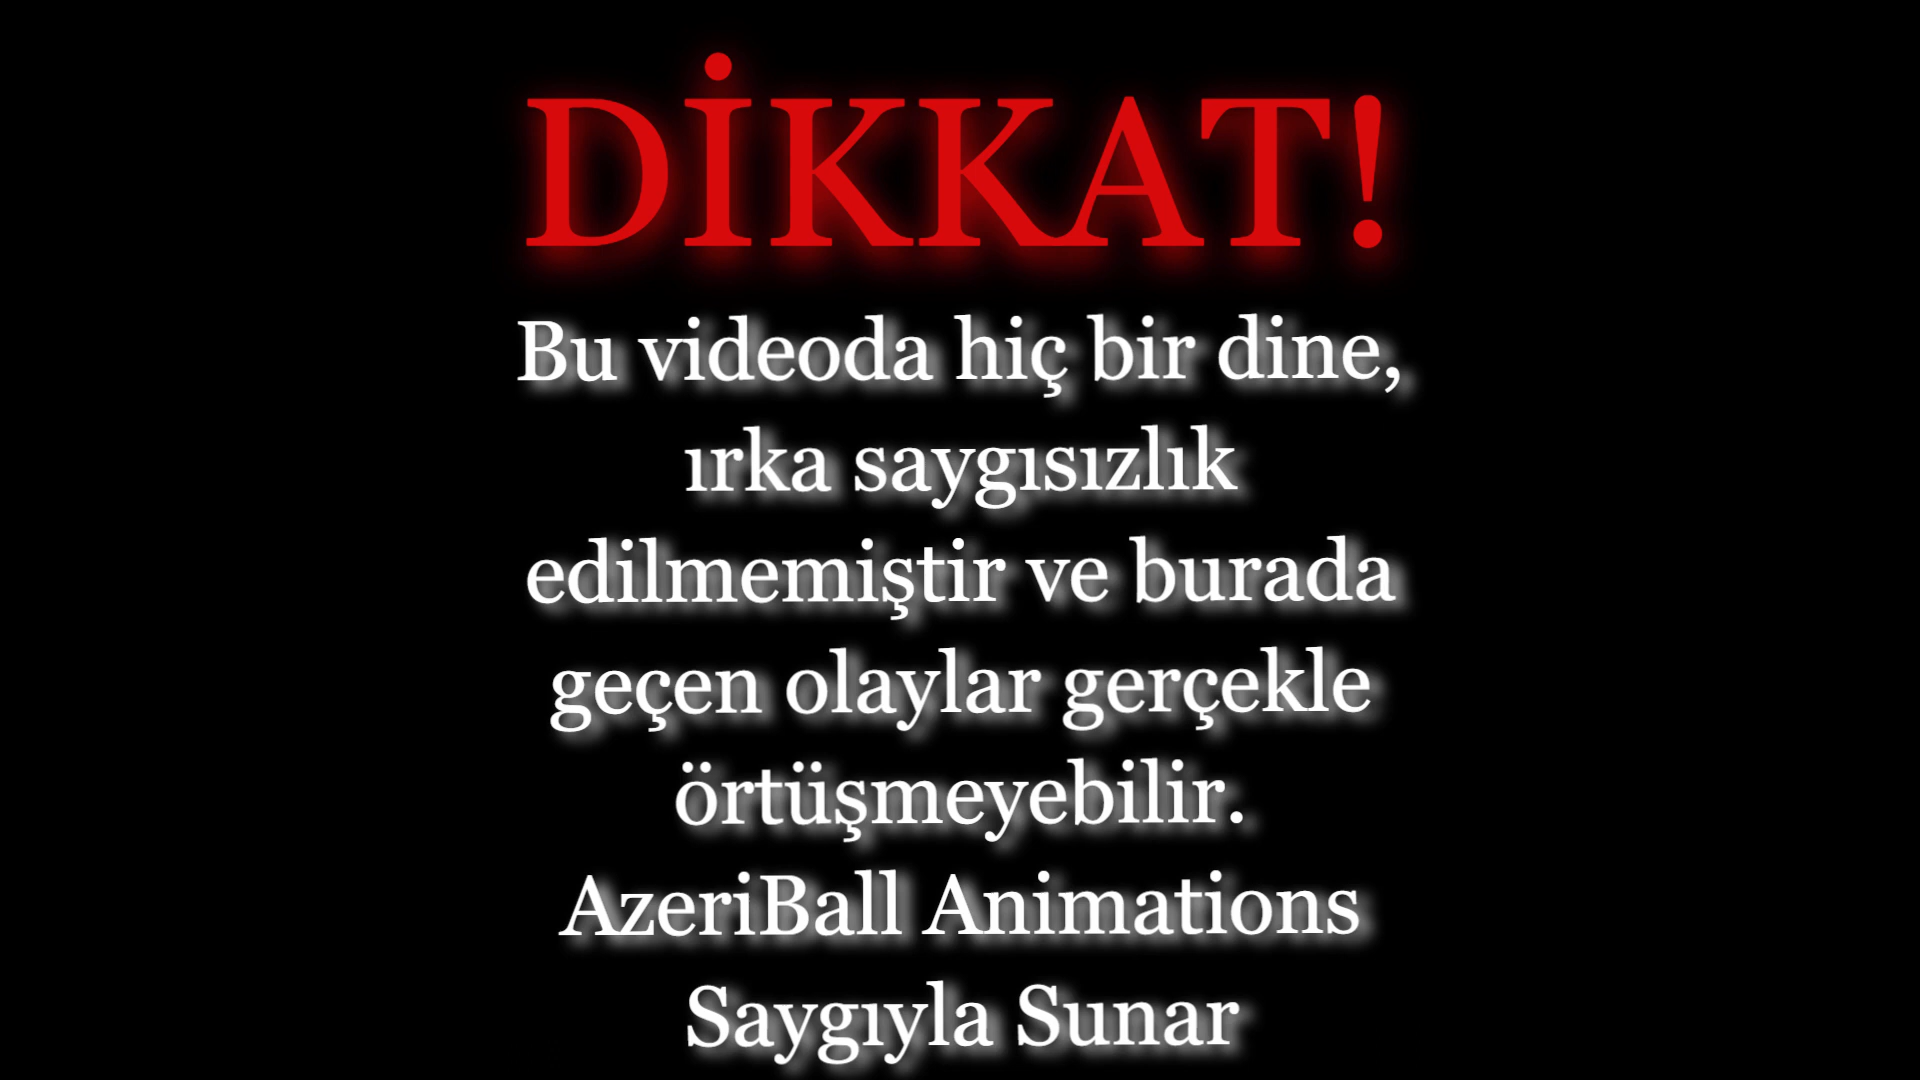 DİKKAT!
Bu videoda hiç bir dine,
ırka saygısızlık
edilmemiştir ve burada
geçen olaylar gerçekle
örtüşmeyebilir.
AzeriBall Animations
Saygıyla Sunar